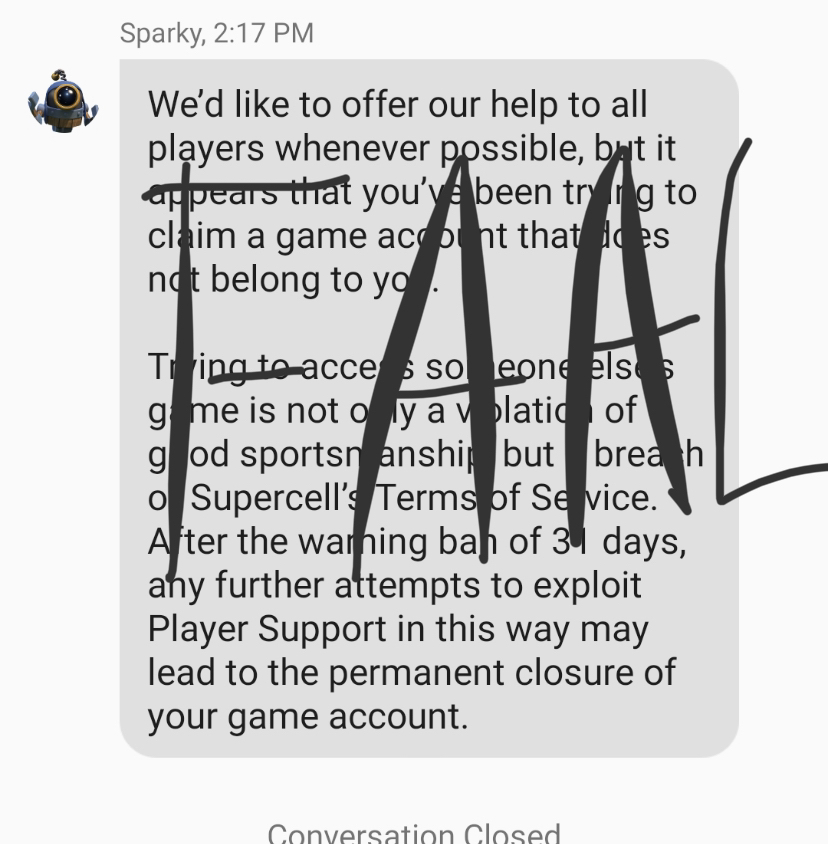 Sparky, 2:17 PM
We'd like to offer our help to all
players whenever possible, but it
appears that you've been trying to
claim a game account that does
not belong to you.
Trying to access someone else's
game is not only a violation of
good sportsmanship, but a breach
of Supercell's Terms of Service.
After the warning ban of 31 days,
any further attempts to exploit
Player Support in this way may
lead to the permanent closure of
your game account.
Conversation Closed